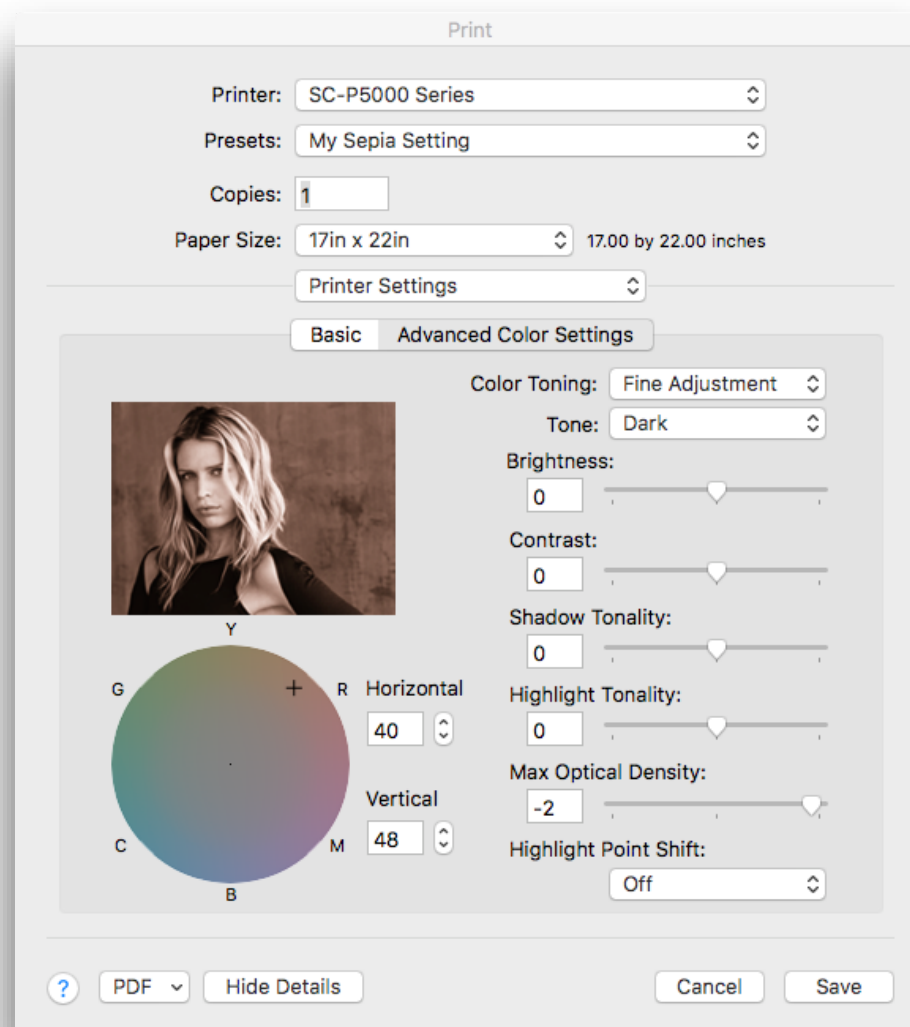 Print
Printer: SC-P5000 Series
Presets: My Sepia Setting
Copies: 1
Paper Size: 17in x 22in 17.00 by 22.00 inches
Printer Settings
Basic Advanced Color Settings
Color Toning: Fine Adjustment
Tone: Dark
Brightness:
0
Contrast:
0
Shadow Tonality:
0
Highlight Tonality:
0
Max Optical Density:
-2
Highlight Point Shift:
Off
Y
G R
C M
B
Horizontal
40
Vertical
48
? PDF Hide Details Cancel Save